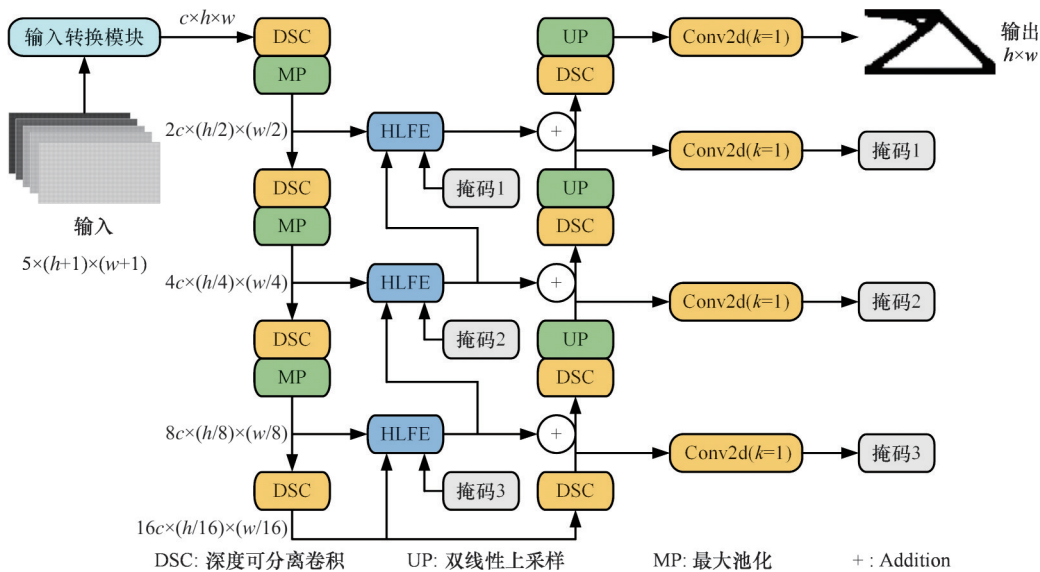 c×h×w
输入转换模块
DSC
MP
UP
DSC
Conv2d(k=1)
输出
h×w
2c×(h/2)×(w/2)
HLFE
+
Conv2d(k=1)
掩码1
掩码1
输入
5×(h+1)×(w+1)
DSC
MP
UP
DSC
4c×(h/4)×(w/4)
HLFE
+
Conv2d(k=1)
掩码2
掩码2
DSC
MP
UP
DSC
8c×(h/8)×(w/8)
HLFE
+
Conv2d(k=1)
掩码3
掩码3
DSC
DSC
16c×(h/16)×(w/16)
DSC: 深度可分离卷积 UP: 双线性上采样 MP: 最大池化 + : Addition